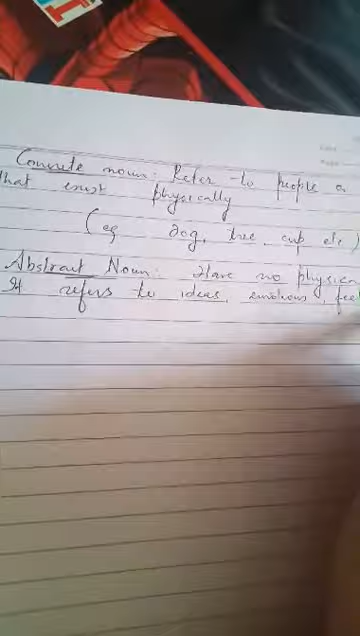 Concrete noun: Refer to people o
that exist physically
(eg dog, tree, cup etc)
Abstract Noun: Have no physica
It refers to ideas, emotions, fee